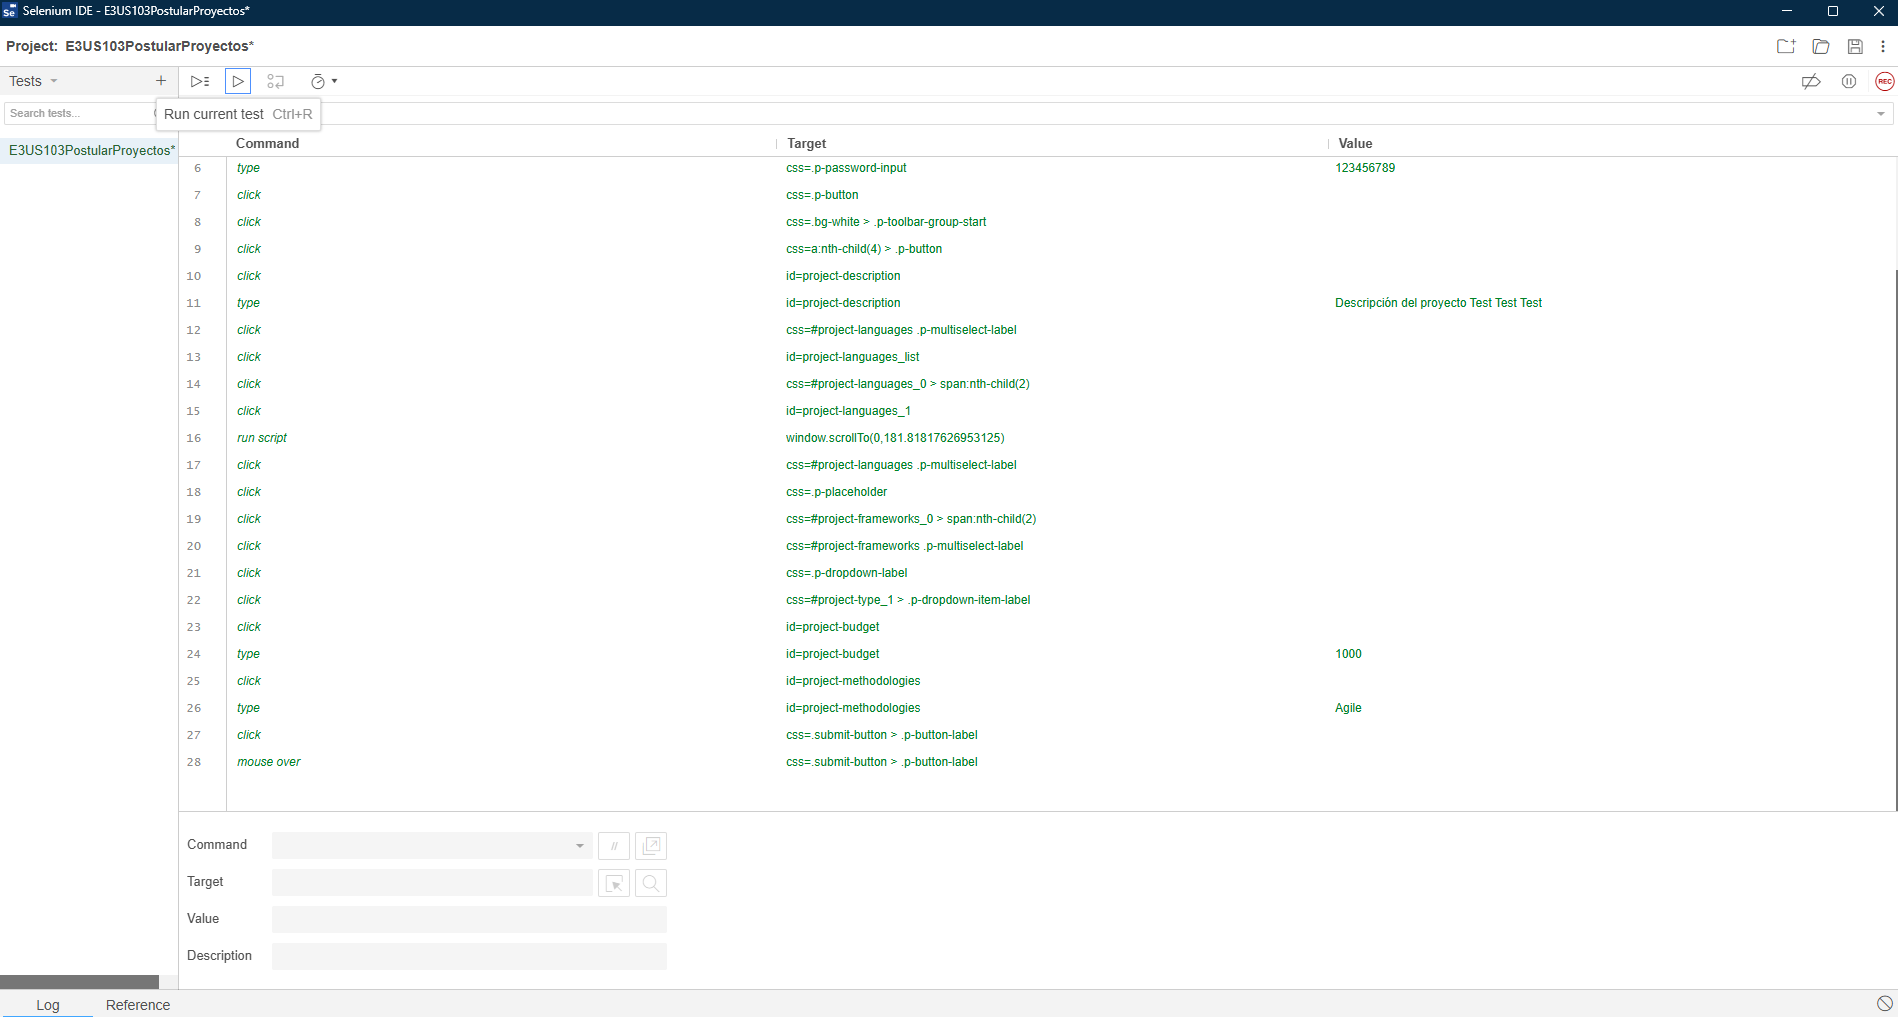 Se Selenium IDE - E3US103PostularProyectos*
Project: E3US103PostularProyectos*
Tests
Search tests...
Run current test Ctrl+R
E3US103PostularProyectos*
REC
Command Target Value
6 type css=.p-password-input 123456789
7 click css=.p-button
8 click css=.bg-white > .p-toolbar-group-start
9 click css=a:nth-child(4) > .p-button
10 click id=project-description
11 type id=project-description Descripción del proyecto Test Test Test
12 click css=#project-languages .p-multiselect-label
13 click id=project-languages_list
14 click css=#project-languages_0 > span:nth-child(2)
15 click id=project-languages_1
16 run script window.scrollTo(0,181.81817626953125)
17 click css=#project-languages .p-multiselect-label
18 click css=.p-placeholder
19 click css=#project-frameworks_0 > span:nth-child(2)
20 click css=#project-frameworks .p-multiselect-label
21 click css=.p-dropdown-label
22 click css=#project-type_1 > .p-dropdown-item-label
23 click id=project-budget
24 type id=project-budget 1000
25 click id=project-methodologies
26 type id=project-methodologies Agile
27 click css=.submit-button > .p-button-label
28 mouse over css=.submit-button > .p-button-label
Command //
Target
Value
Description
Log Reference